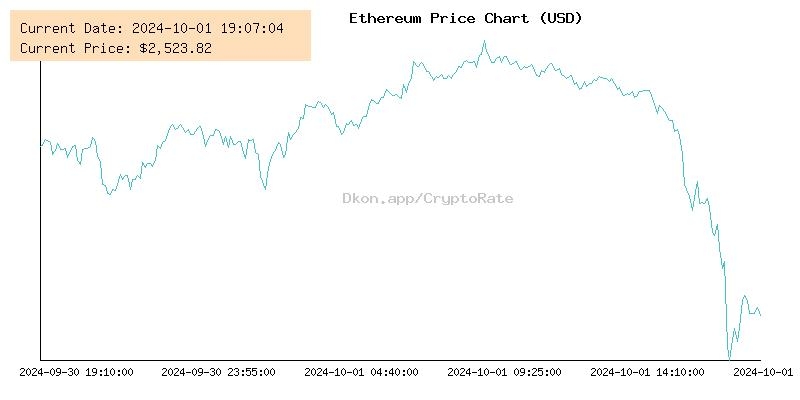 Ethereum Price Chart (USD)
Current Date: 2024-10-01 19:07:04
Current Price: $2,523.82
Dkon.app/CryptoRate
2024-09-30 19:10:00 2024-09-30 23:55:00 2024-10-01 04:40:00 2024-10-01 09:25:00 2024-10-01 14:10:00 2024-10-01